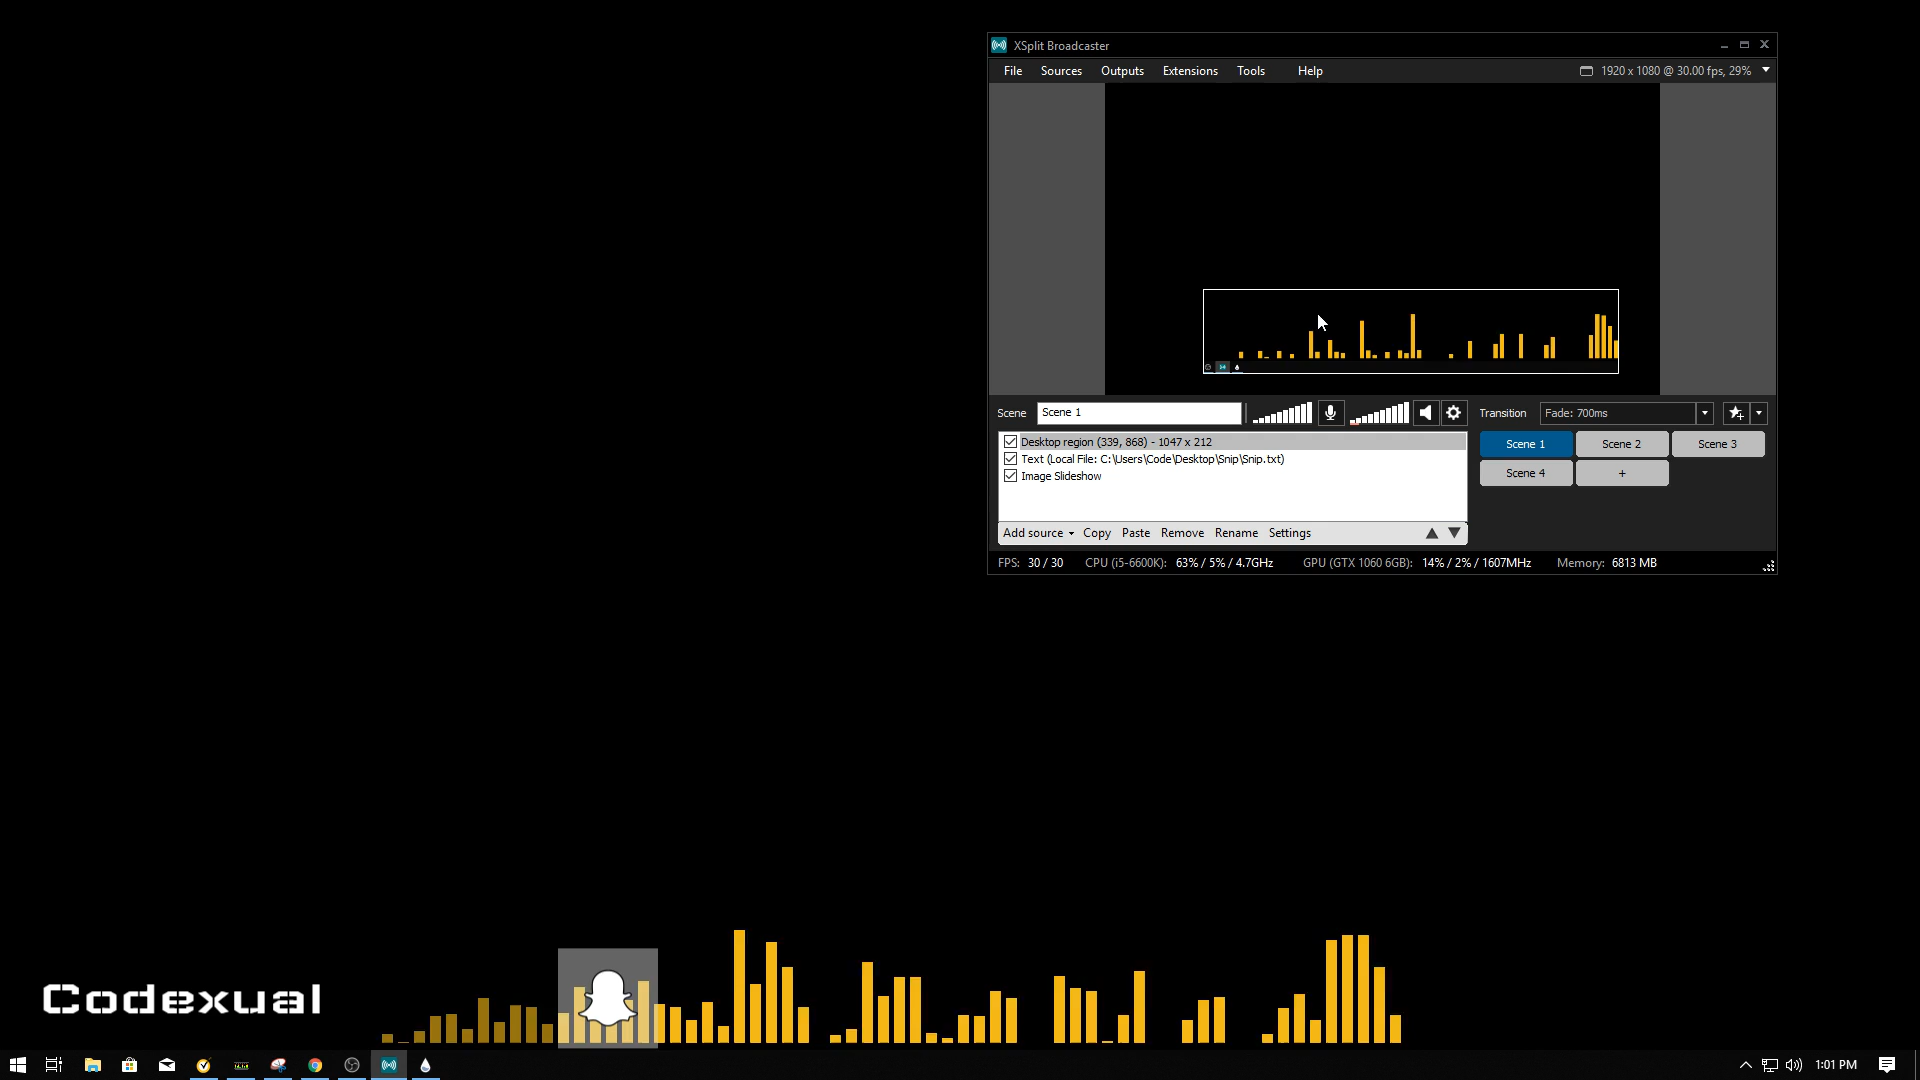 XSplit Broadcaster
File Sources Outputs Extensions Tools Help 1920 x 1080 @ 30.00 fps, 29%
Scene Scene 1 Transition Fade: 700ms
Desktop region (339, 868) - 1047 x 212
Text (Local File: C:\Users\Code\Desktop\Snip\Snip.txt)
Image Slideshow
Scene 1 Scene 2 Scene 3
Scene 4 +
Add source Copy Paste Remove Rename Settings
FPS: 30 / 30 CPU (i5-6600K): 63% / 5% / 4.7GHz GPU (GTX 1060 6GB): 14% / 2% / 1607MHz Memory: 6813 MB
Codexual
1:01 PM